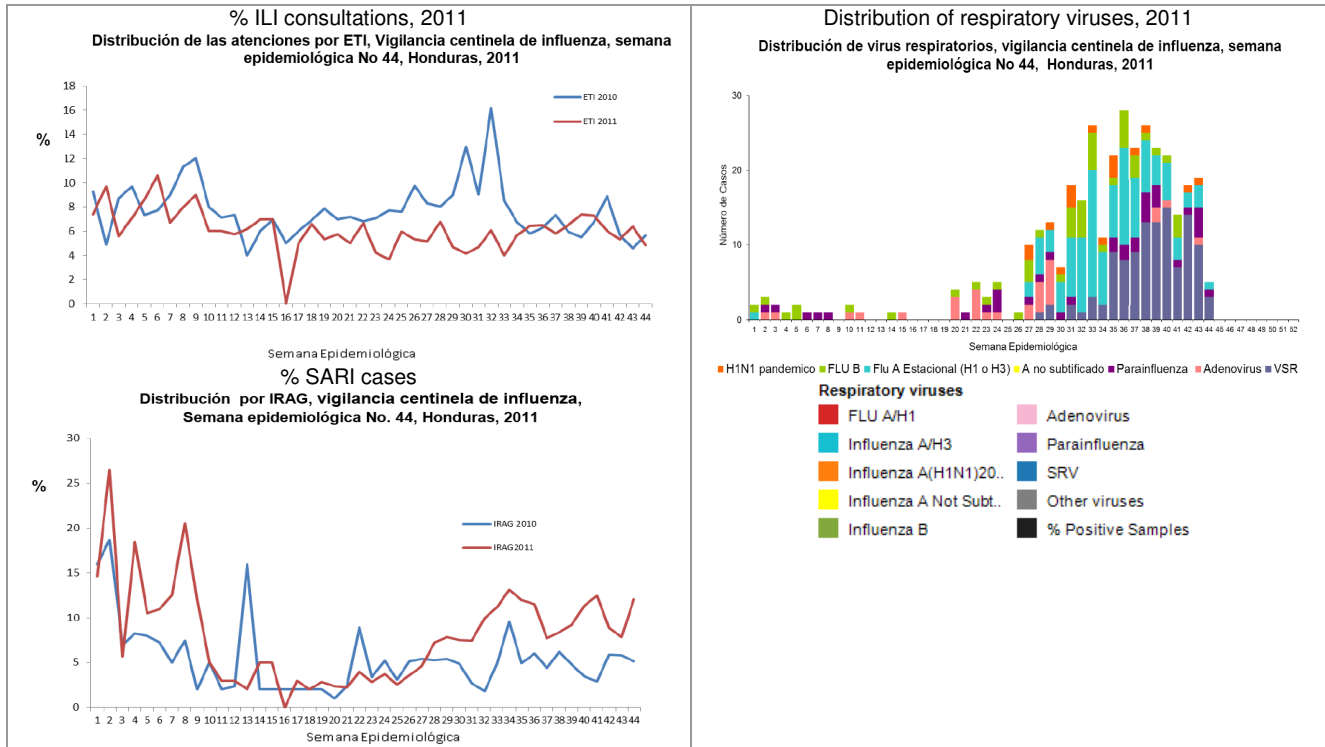 % ILI consultations, 2011
Distribución de las atenciones por ETI, Vigilancia centinela de influenza, semana
epidemiológica No 44, Honduras, 2011
18
16
14
12
10
8
6
4
2
0
%
ETI 2010
ETI 2011
1 2 3 4 5 6 7 8 9 10 11 12 13 14 15 16 17 18 19 20 21 22 23 24 25 26 27 28 29 30 31 32 33 34 35 36 37 38 39 40 41 42 43 44
Semana Epidemiológica
% SARI cases
Distribución por IRAG, vigilancia centinela de influenza,
Semana epidemiológica No. 44, Honduras, 2011
30
25
20
15
10
5
0
%
IRAG 2010
IRAG2011
1 2 3 4 5 6 7 8 9 10 11 12 13 14 15 16 17 18 19 20 21 22 23 24 25 26 27 28 29 30 31 32 33 34 35 36 37 38 39 40 41 42 43 44
Semana Epidemiológica
Distribution of respiratory viruses, 2011
Distribución de virus respiratorios, vigilancia centinela de influenza, semana
epidemiológica No 44, Honduras, 2011
30
20
10
0
Número de Casos
1 2 3 4 5 6 7 8 9 10 11 12 13 14 15 16 17 18 19 20 21 22 23 24 25 26 27 28 29 30 31 32 33 34 35 36 37 38 39 40 41 42 43 44 45 46 47 48 49 50 51 52
Semana Epidemiológica
H1N1 pandemico FLU B Flu A Estacional (H1 o H3) A no subtificado Parainfluenza Adenovirus VSR
Respiratory viruses
FLU A/H1
Influenza A/H3
Influenza A(H1N1)20..
Influenza A Not Subt..
Influenza B
Adenovirus
Parainfluenza
SRV
Other viruses
% Positive Samples